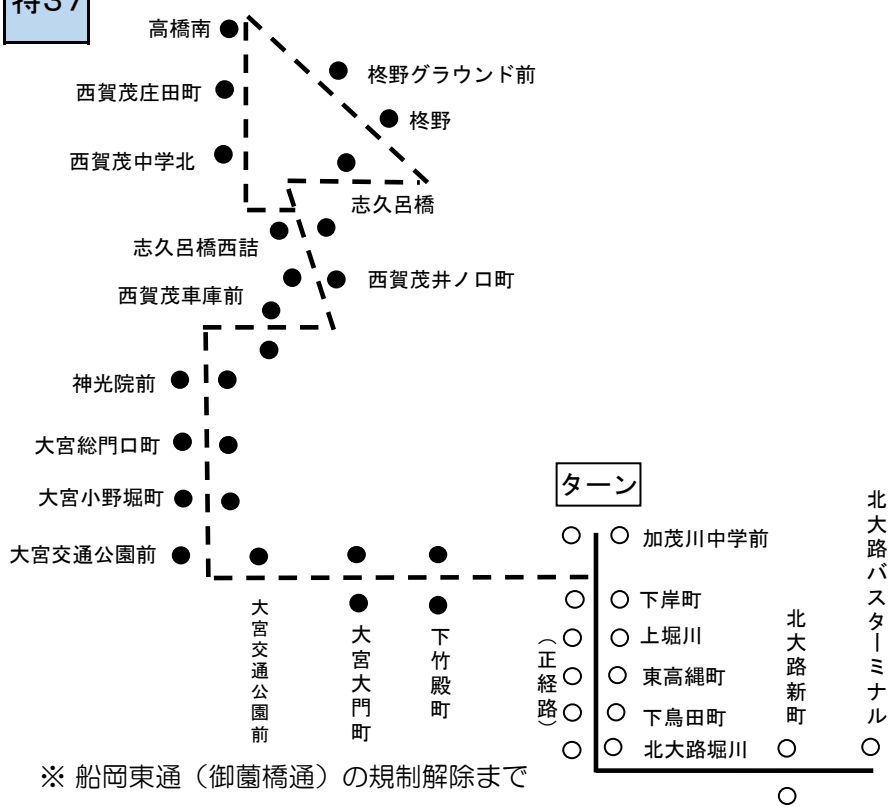 特37
高橋南
柊野グラウンド前
西賀茂庄田町
柊野
西賀茂中学北
志久呂橋
志久呂橋西詰
西賀茂井ノ口町
西賀茂車庫前
神光院前
大宮総門口町
大宮小野堀町
大宮交通公園前
大宮交通公園前
大宮大門町
下竹殿町
(正経路)
ターン
加茂川中学前
下岸町
上堀川
東高縄町
下鳥田町
北大路堀川
北大路新町
北大路バスターミナル
※ 船岡東通（御薗橋通）の規制解除まで